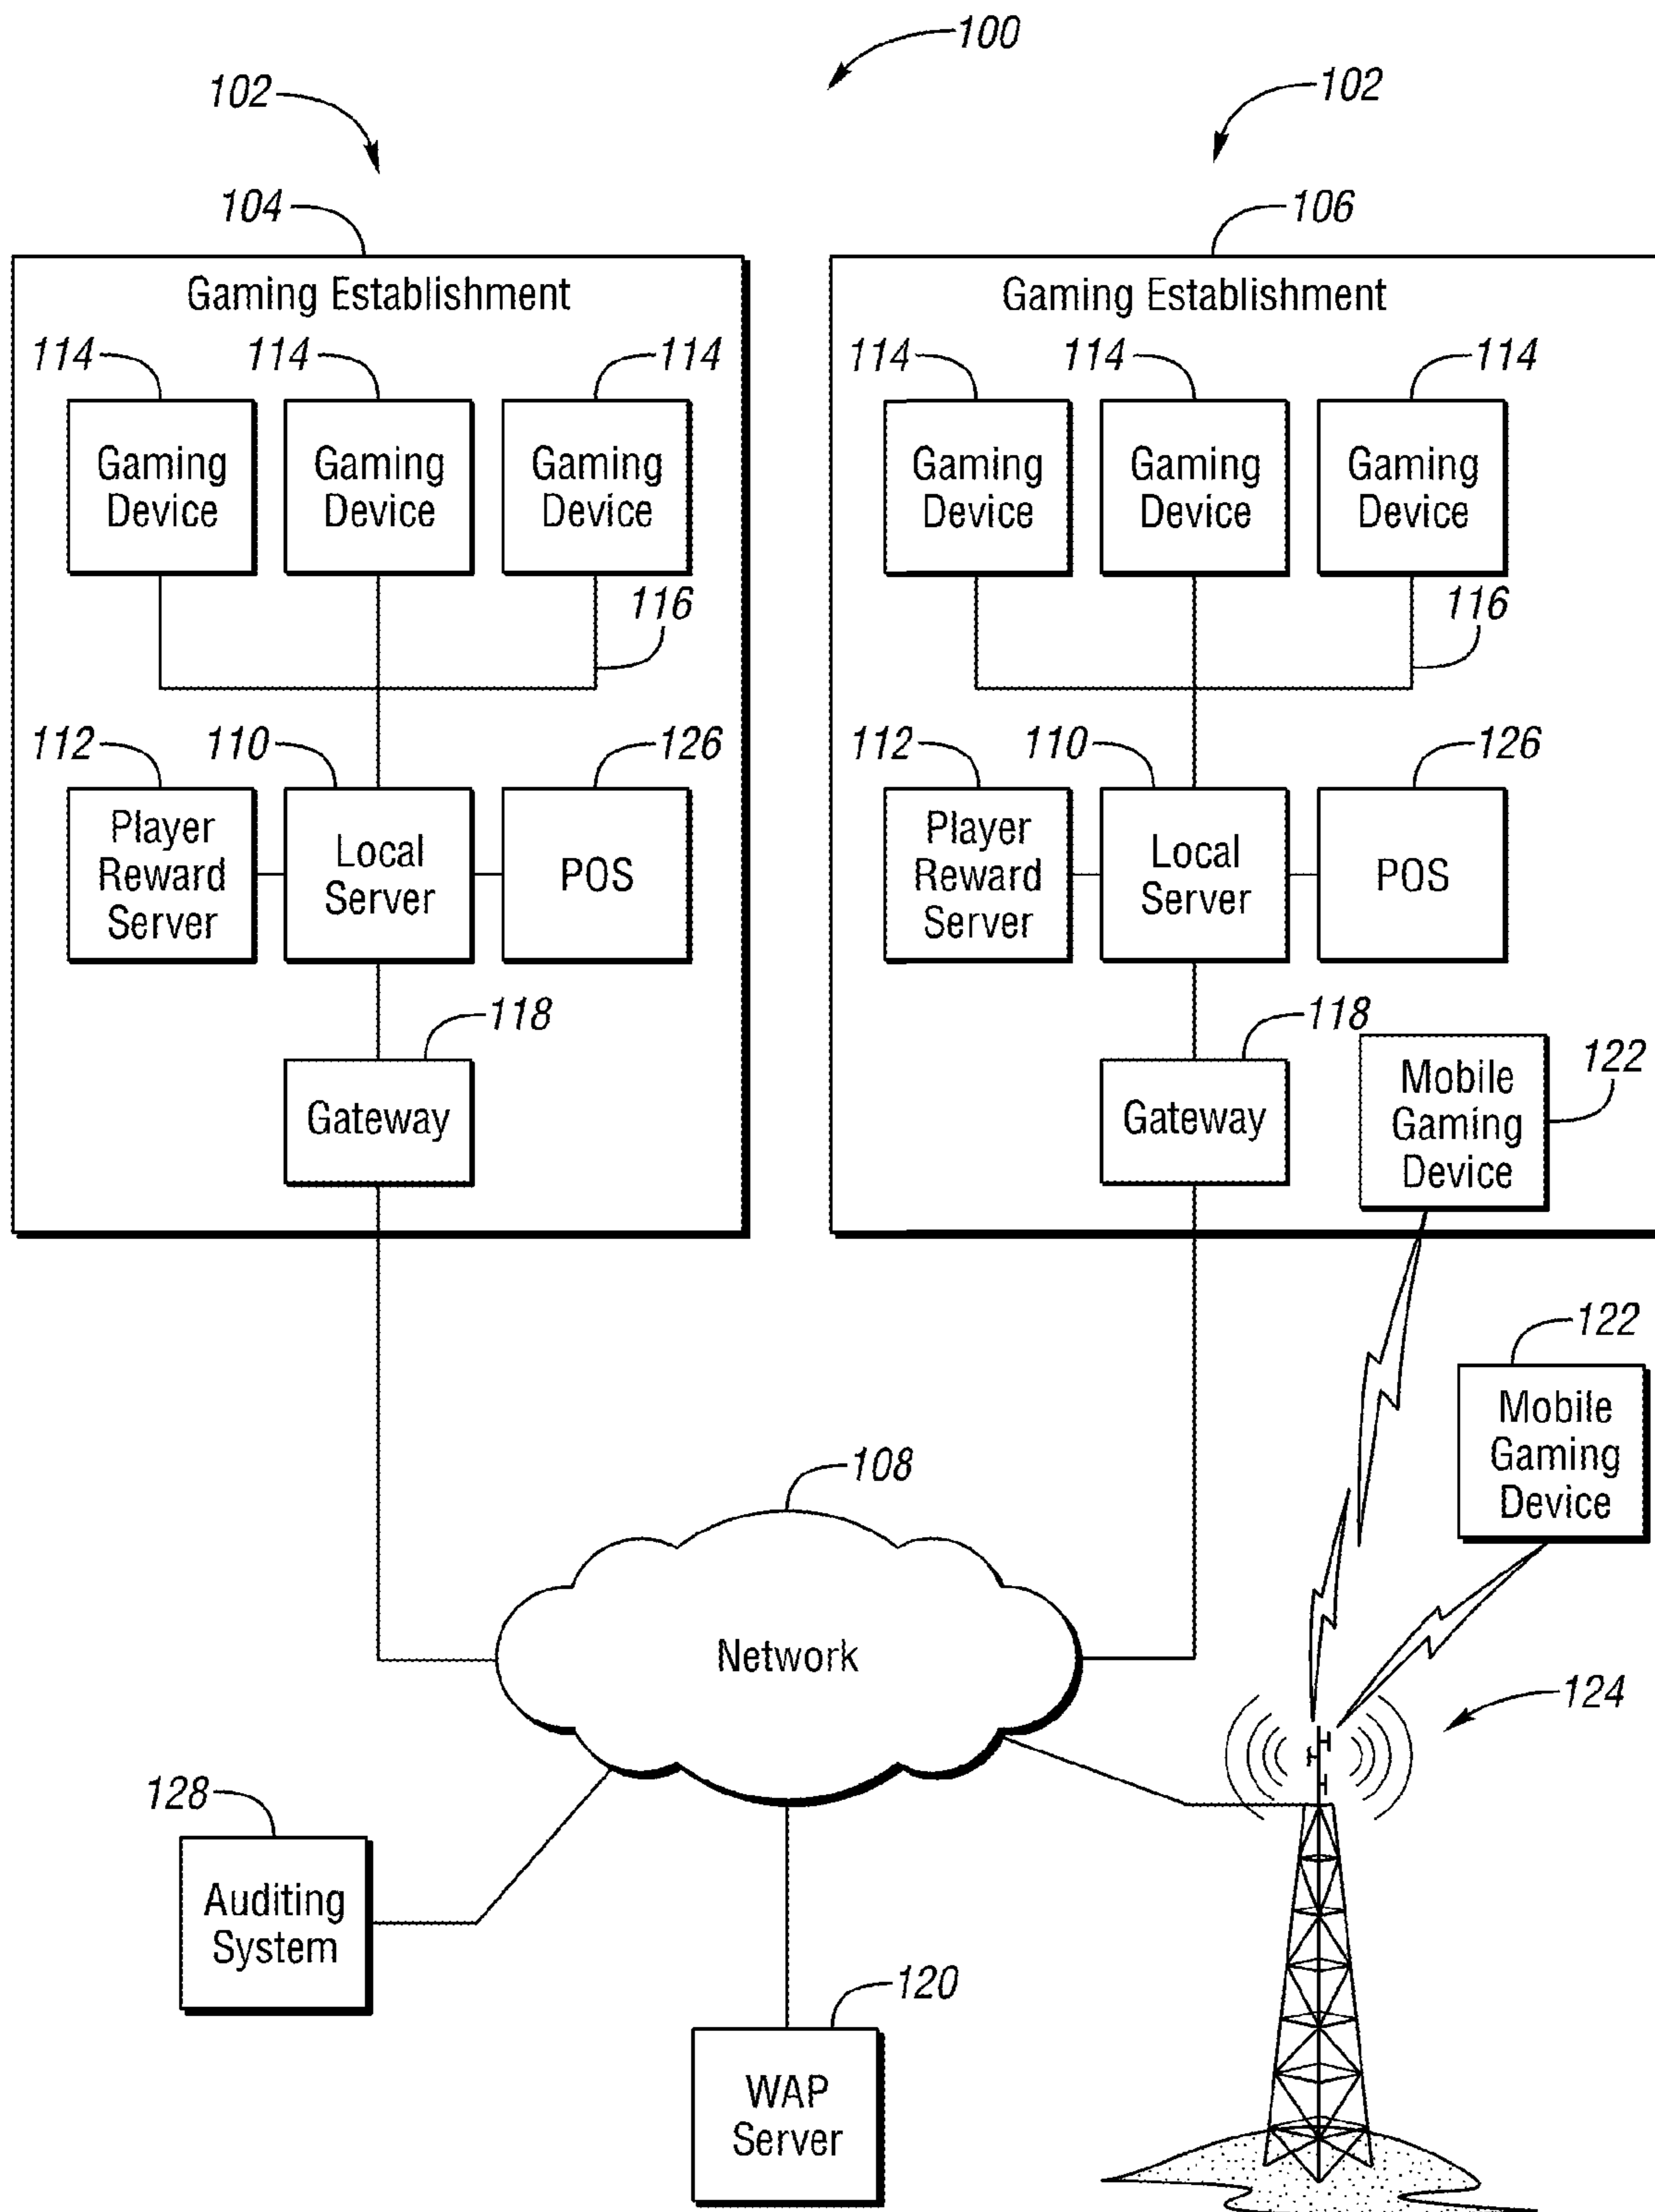 100
102
102
104
106
Gaming Establishment
Gaming Establishment
114
114
114
114
114
114
Gaming
Device
Gaming
Device
Gaming
Device
Gaming
Device
Gaming
Device
Gaming
Device
116
116
112
110
126
112
110
126
Player
Reward
Server
Local
Server
POS
Player
Reward
Server
Local
Server
POS
118
118
Gateway
Gateway
122
Mobile
Gaming
Device
122
Mobile
Gaming
Device
108
Network
124
128
Auditing
System
120
WAP
Server